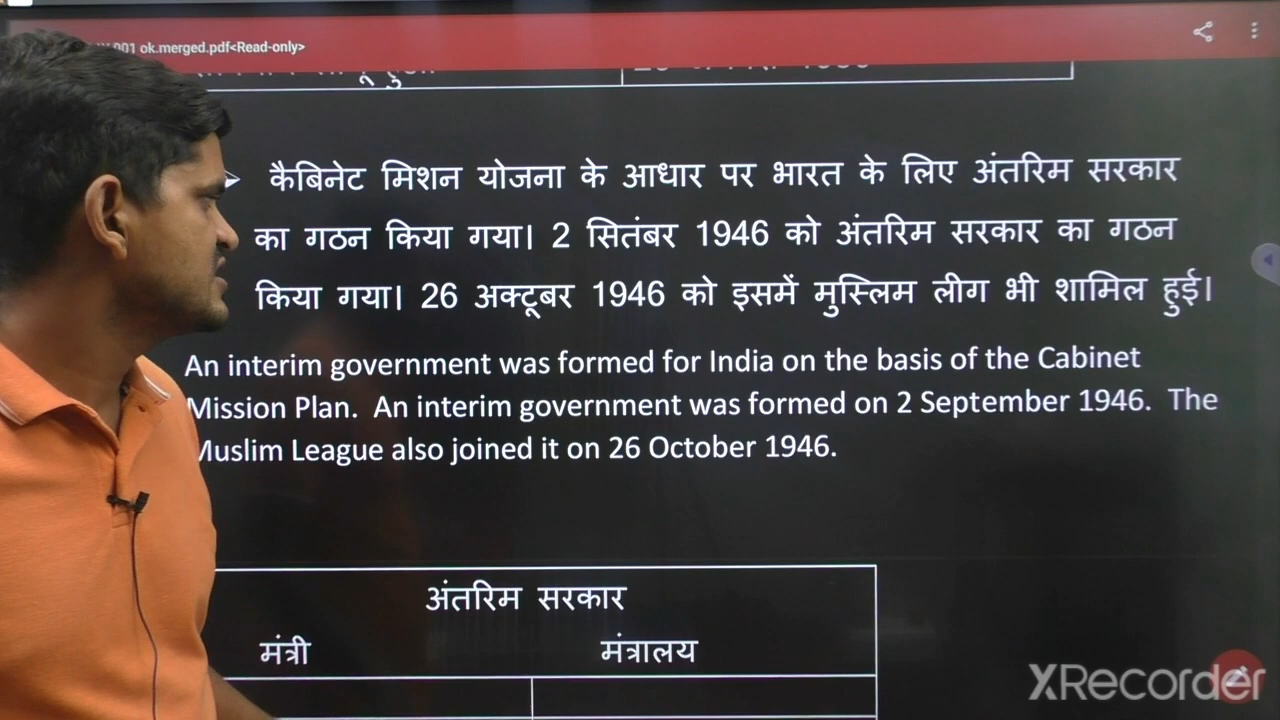 001 ok.merged.pdf<Read-only>
कैबिनेट मिशन योजना के आधार पर भारत के लिए अंतरिम सरकार
का गठन किया गया। 2 सितंबर 1946 को अंतरिम सरकार का गठन
किया गया। 26 अक्टूबर 1946 को इसमें मुस्लिम लीग भी शामिल हुई।
An interim government was formed for India on the basis of the Cabinet
Mission Plan. An interim government was formed on 2 September 1946. The
Muslim League also joined it on 26 October 1946.
अंतरिम सरकार
मंत्री मंत्रालय
XRecorder